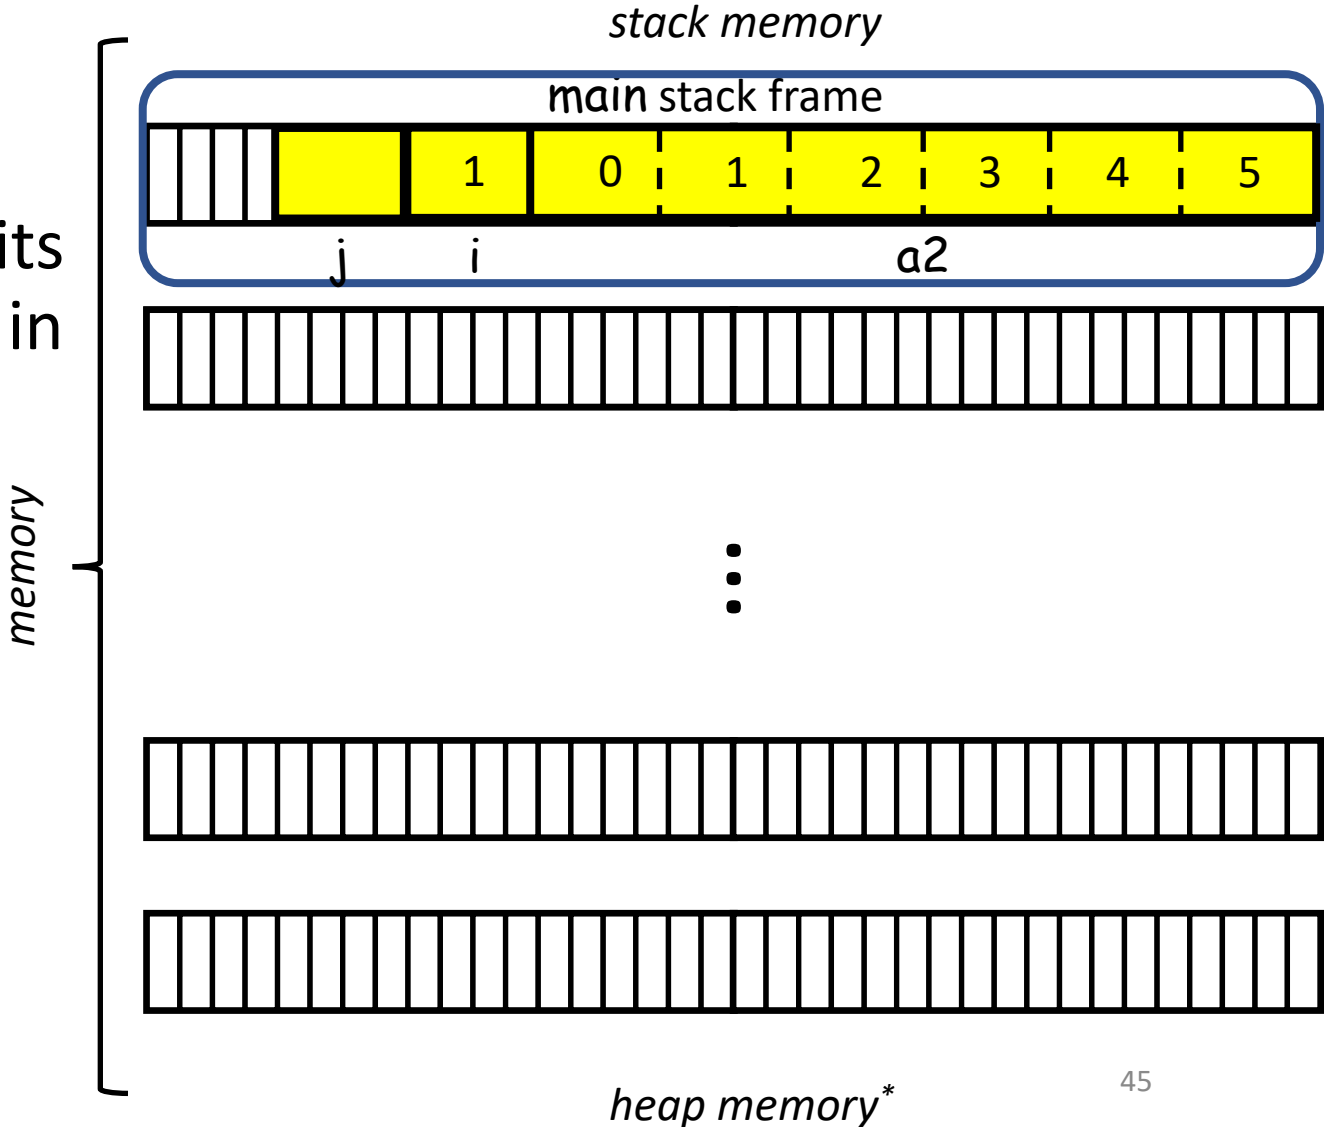 stack memory
main stack frame
1 0 1 2 3 4 5
j i a2
its
in
memory
45
heap memory*